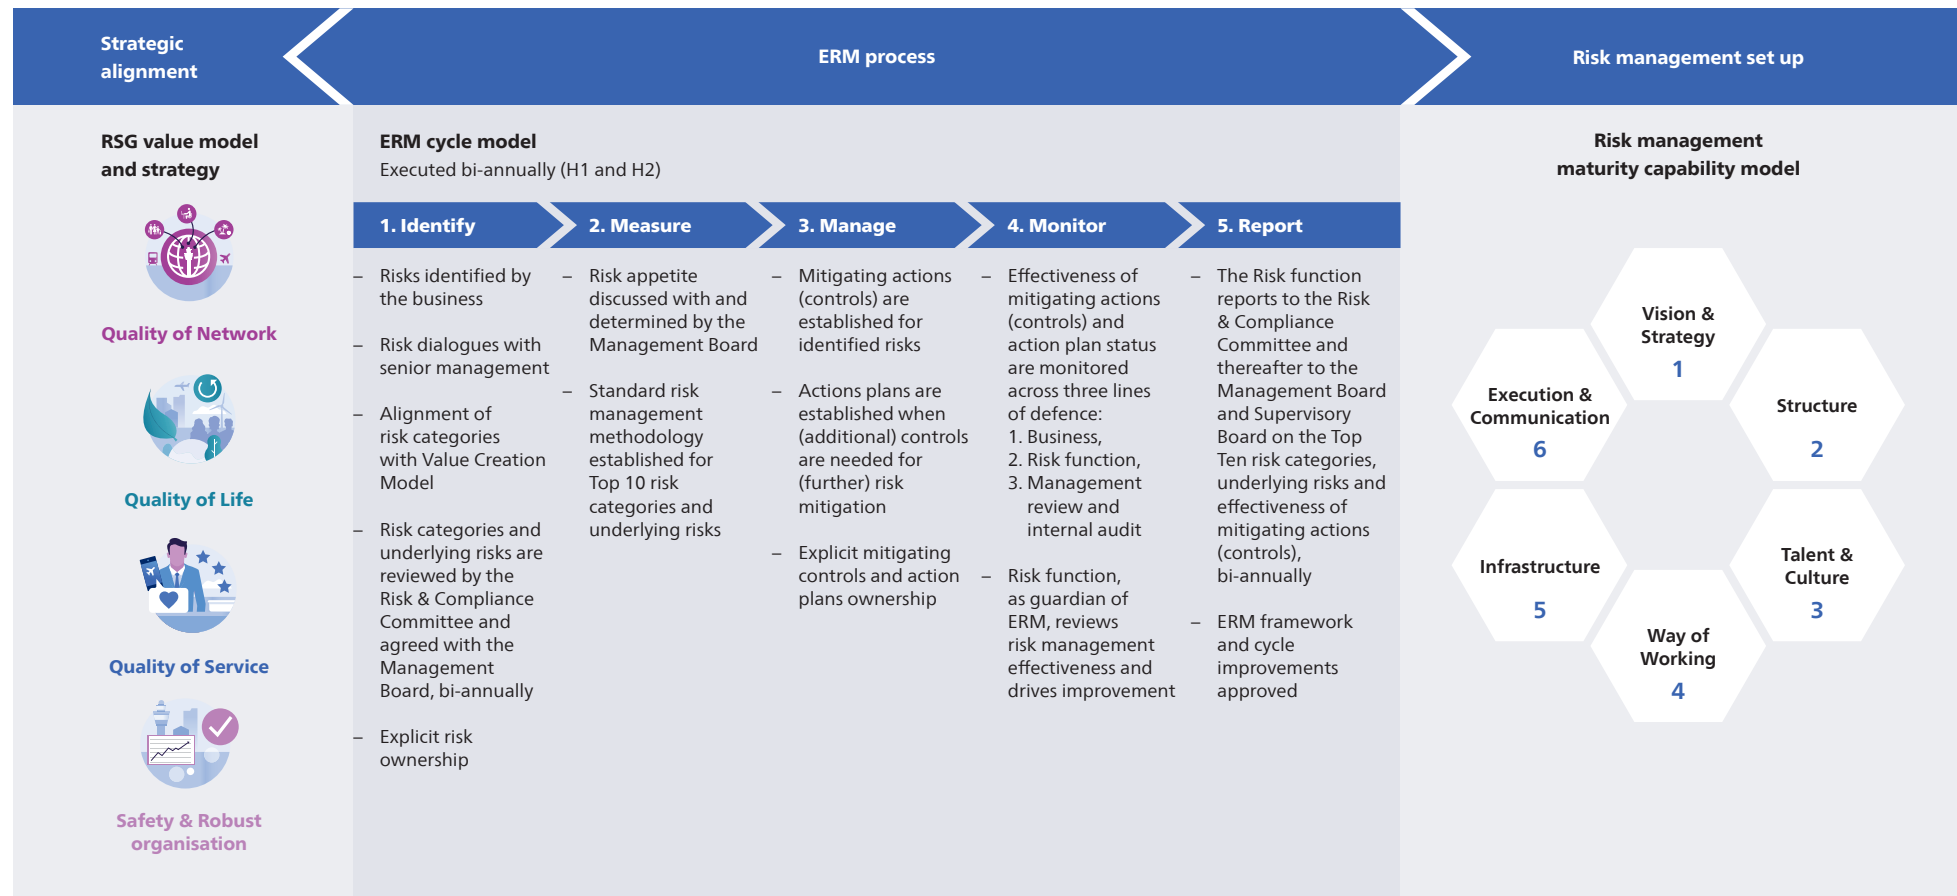 Strategic
alignment
ERM process
Risk management set up
RSG value model
and strategy
Quality of Network
Quality of Life
Quality of Service
Safety & Robust
organisation
ERM cycle model
Executed bi-annually (H1 and H2)
1. Identify
– Risks identified by
the business
– Risk dialogues with
senior management
– Alignment of
risk categories
with Value Creation
Model
– Risk categories and
underlying risks are
reviewed by the
Risk & Compliance
Committee and
agreed with the
Management
Board, bi-annually
– Explicit risk
ownership
2. Measure
– Risk appetite
discussed with and
determined by the
Management Board
– Standard risk
management
methodology
established for
Top 10 risk
categories and
underlying risks
3. Manage
– Mitigating actions
(controls) are
established for
identified risks
– Actions plans are
established when
(additional) controls
are needed for
(further) risk
mitigation
– Explicit mitigating
controls and action
plans ownership
4. Monitor
– Effectiveness of
mitigating actions
(controls) and
action plan status
are monitored
across three lines
of defence:
1. Business,
2. Risk function,
3. Management
review and
internal audit
– Risk function,
as guardian of
ERM, reviews
risk management
effectiveness and
drives improvement
5. Report
– The Risk function
reports to the Risk
& Compliance
Committee and
thereafter to the
Management Board
and Supervisory
Board on the Top
Ten risk categories,
underlying risks and
effectiveness of
mitigating actions
(controls),
bi-annually
– ERM framework
and cycle
improvements
approved
Risk management
maturity capability model
Vision &
Strategy
1
Structure
2
Talent &
Culture
3
Way of
Working
4
Infrastructure
5
Execution &
Communication
6